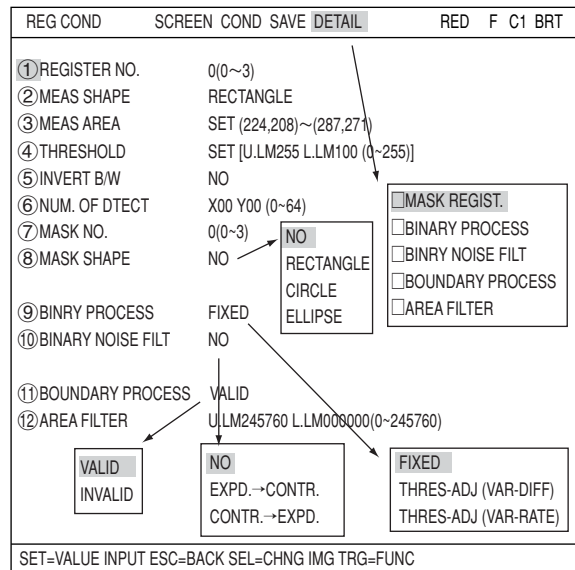 REG COND SCREEN COND SAVE DETAIL RED F C1 BRT
①REGISTER NO. 0(0～3)
②MEAS SHAPE RECTANGLE
③MEAS AREA SET (224,208)～(287,271)
④THRESHOLD SET [U.LM255 L.LM100 (0~255)]
⑤INVERT B/W NO
⑥NUM. OF DTECT X00 Y00 (0~64)
⑦MASK NO. 0(0~3)
⑧MASK SHAPE NO
NO
RECTANGLE
CIRCLE
ELLIPSE
□MASK REGIST.
□BINARY PROCESS
□BINRY NOISE FILT
□BOUNDARY PROCESS
□AREA FILTER
⑨BINRY PROCESS FIXED
⑩BINARY NOISE FILT NO
⑪BOUNDARY PROCESS VALID
⑫AREA FILTER U.LM245760 L.LM000000(0~245760)
VALID
INVALID
NO
EXPD.→CONTR.
CONTR.→EXPD.
FIXED
THRES-ADJ (VAR-DIFF)
THRES-ADJ (VAR-RATE)
SET=VALUE INPUT ESC=BACK SEL=CHNG IMG TRG=FUNC